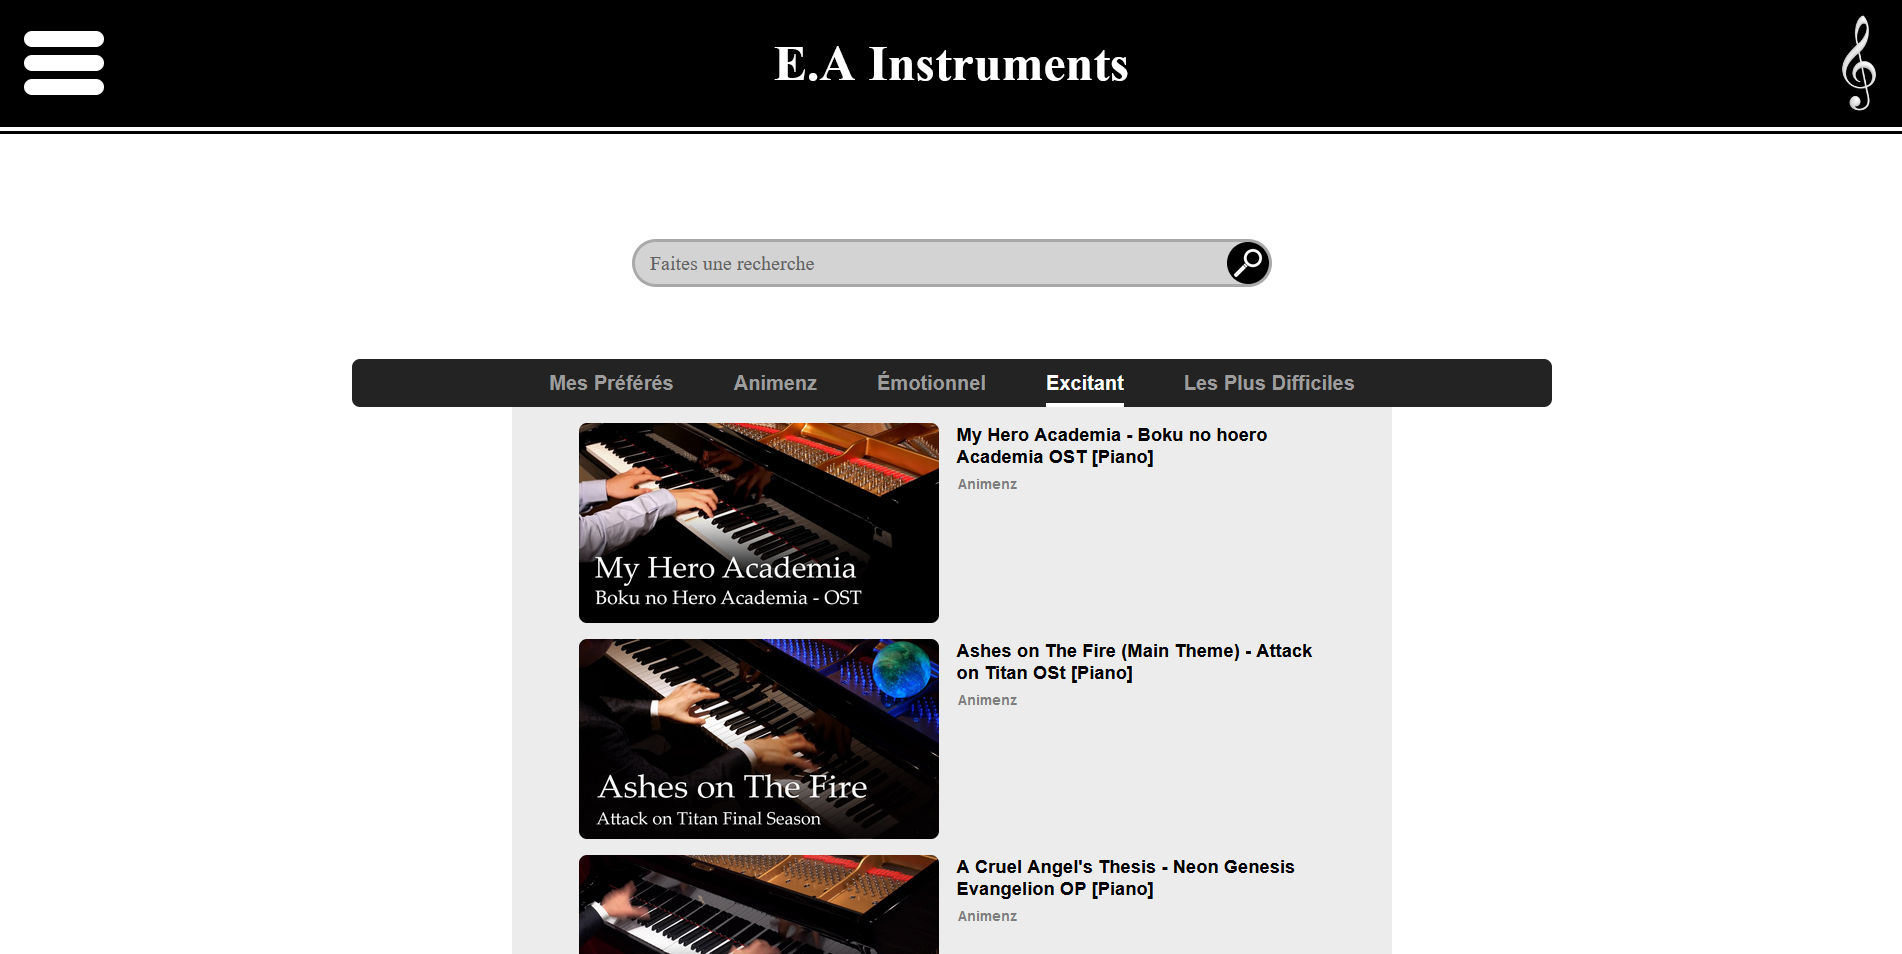 E.A Instruments
Faites une recherche
Mes Préférés Animenz Émotionnel Excitant Les Plus Difficiles
My Hero Academia
Boku no Hero Academia - OST
My Hero Academia - Boku no hoero
Academia OST [Piano]
Animenz
Ashes on The Fire
Attack on Titan Final Season
Ashes on The Fire (Main Theme) - Attack
on Titan OSt [Piano]
Animenz
A Cruel Angel's Thesis - Neon Genesis
Evangelion OP [Piano]
Animenz